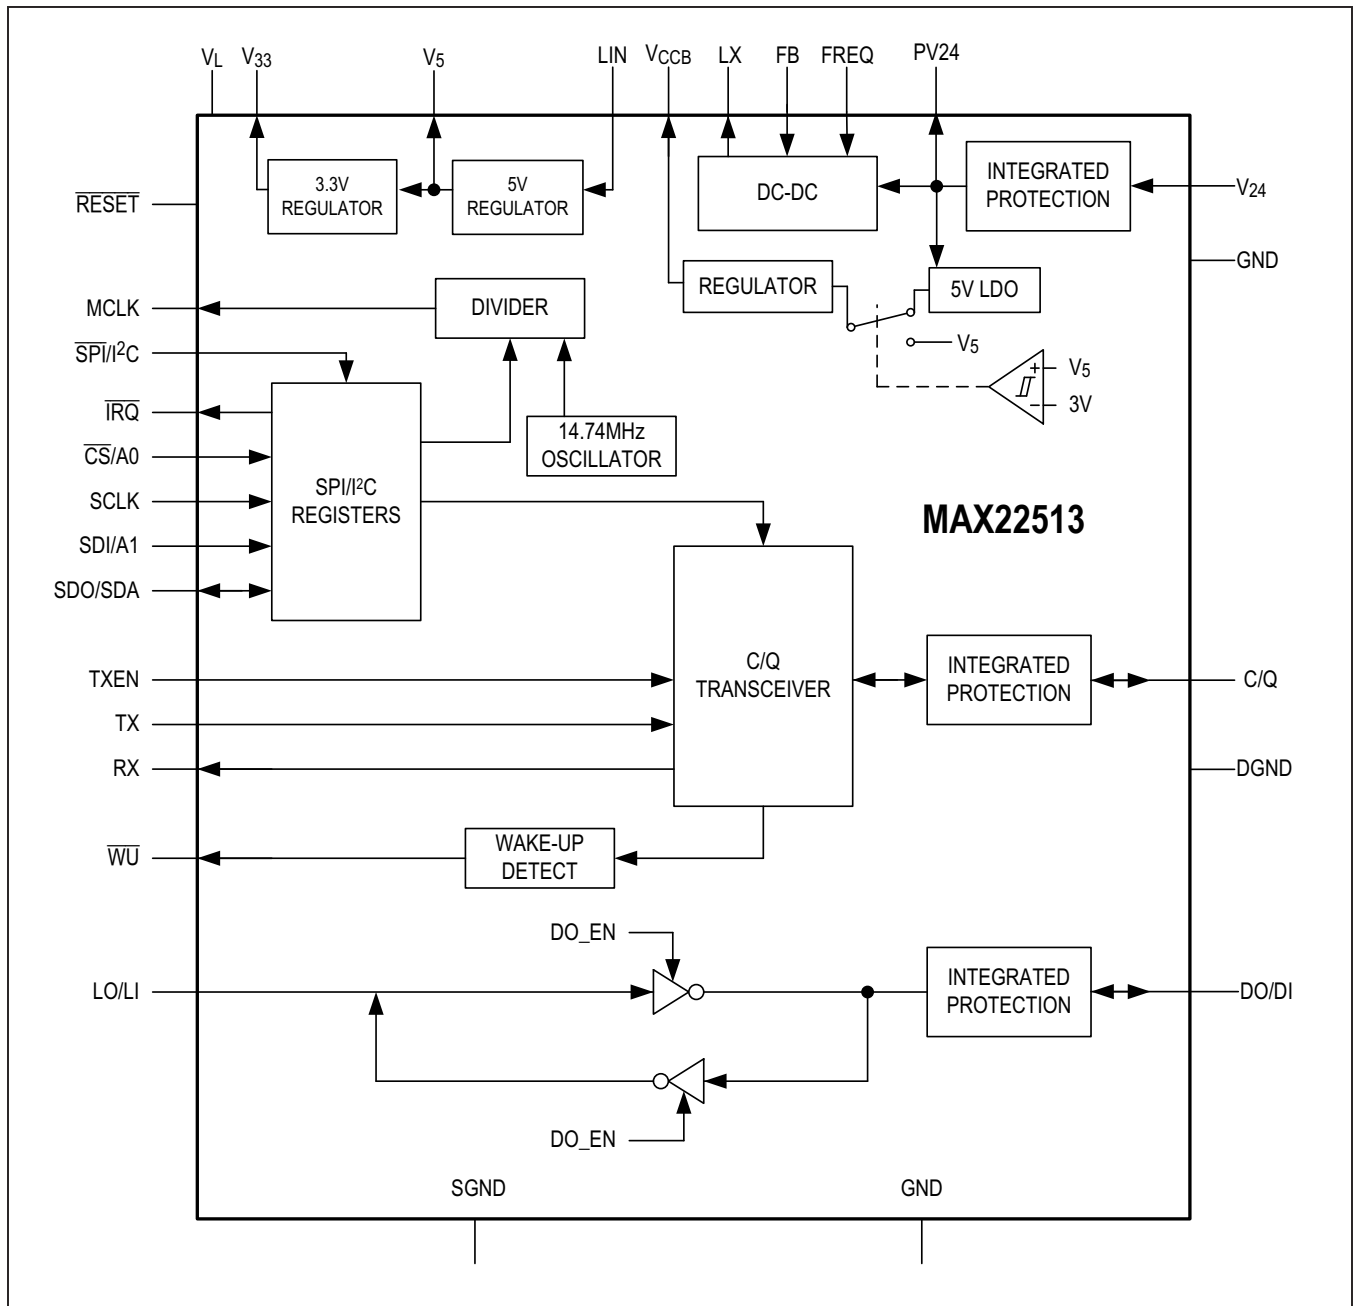 VL V33 V5 LIN VCCB LX FB FREQ PV24
3.3V
REGULATOR
5V
REGULATOR
DC-DC
INTEGRATED
PROTECTION
V24
RESET
GND
REGULATOR
5V LDO
V5
V5
3V
MCLK
DIVIDER
SPI/I²C
IRQ
14.74MHz
OSCILLATOR
CS/A0
SCLK
SPI/I²C
REGISTERS
MAX22513
SDI/A1
SDO/SDA
TXEN
C/Q
TRANSCEIVER
INTEGRATED
PROTECTION
C/Q
TX
RX
DGND
WU
WAKE-UP
DETECT
DO_EN
LO/LI
INTEGRATED
PROTECTION
DO/DI
DO_EN
SGND
GND